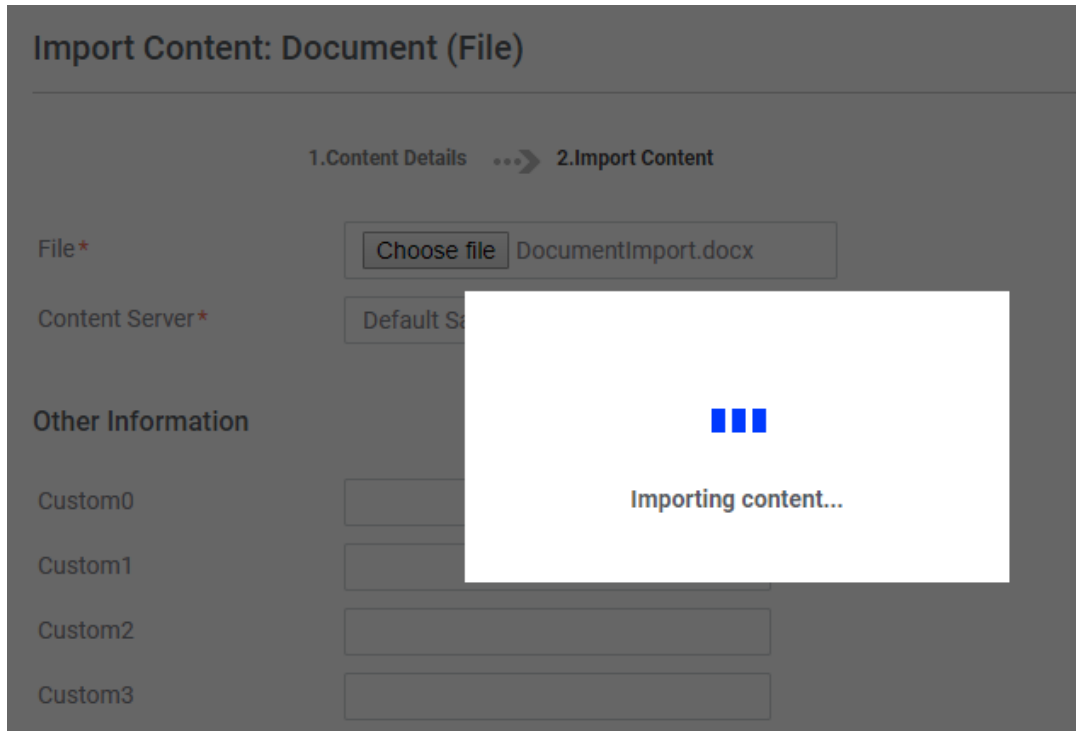 Import Content: Document (File)
1.Content Details 2.Import Content
File*
Choose file DocumentImport.docx
Content Server*
Default
Importing content...
Other Information
Custom0
Custom1
Custom2
Custom3